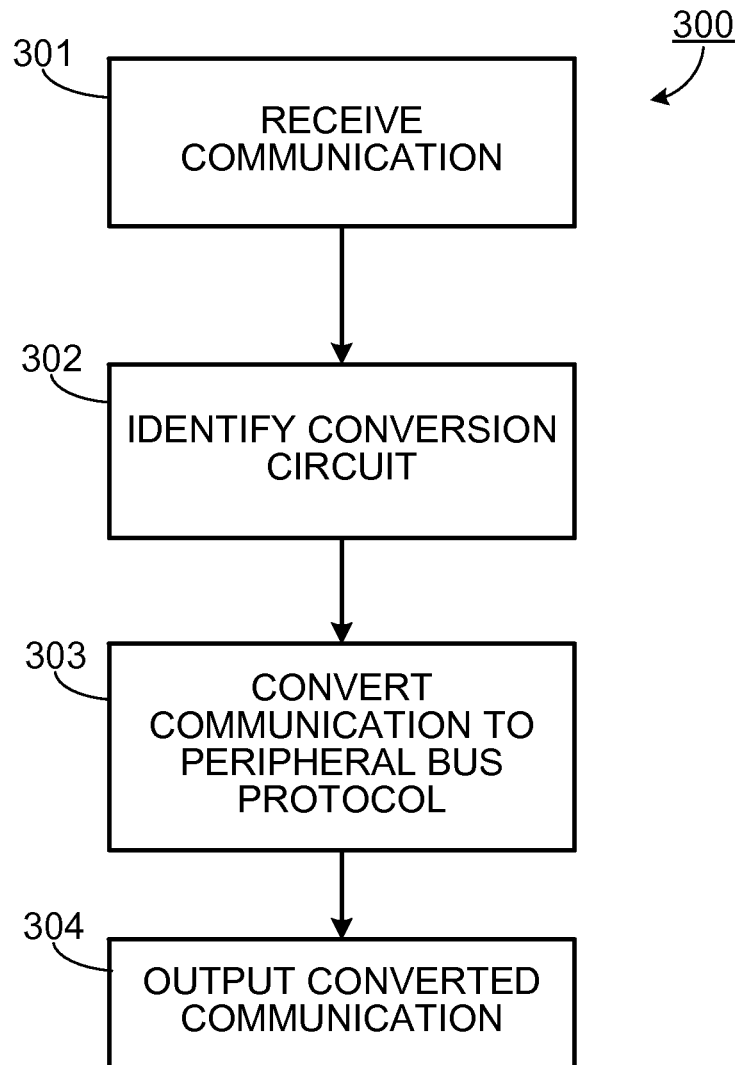 300
301
RECEIVE
COMMUNICATION
302
IDENTIFY CONVERSION
CIRCUIT
303
CONVERT
COMMUNICATION TO
PERIPHERAL BUS
PROTOCOL
304
OUTPUT CONVERTED
COMMUNICATION